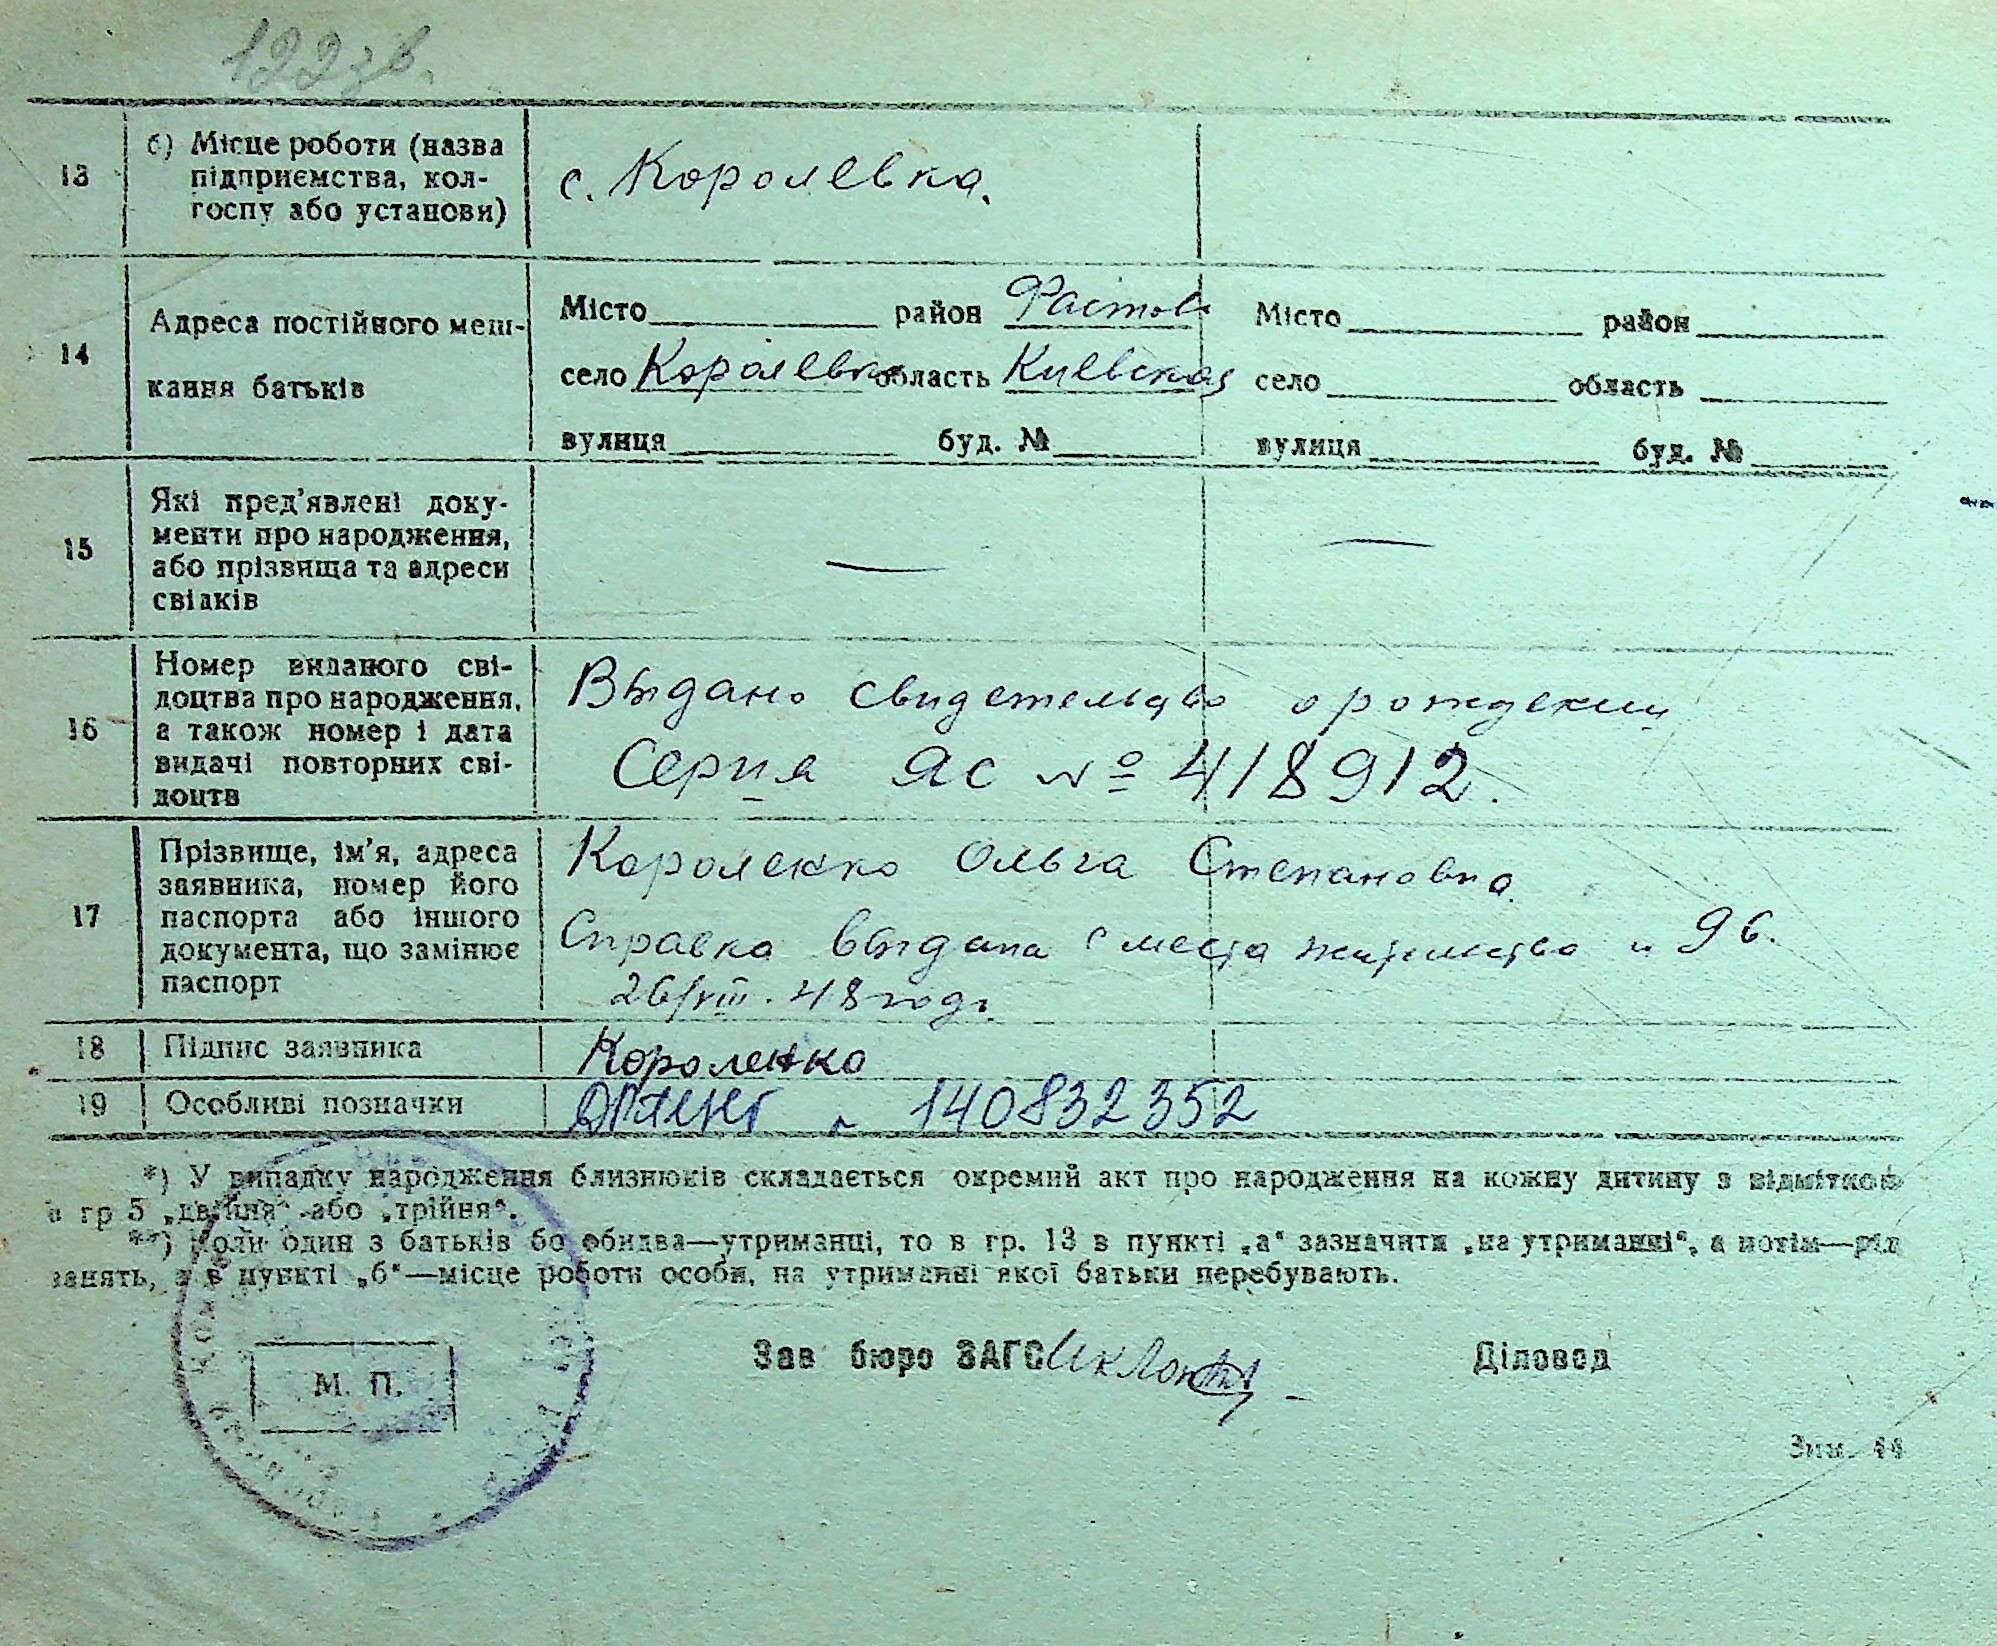 122зв.
13
б) Місце роботи (назва
підприємства, кол-
госпу або установи)
с. Королевка.
14
Адреса постійного меш-
кання батьків
Місто район Фастов
село Королевка область Киевская
вулиця буд. №
Місто район
село область
вулиця буд. №
15
Які пред'явлені доку-
менти про народження,
або прізвища та адреси
свідків
—
—
16
Номер виданого сві-
доцтва про народження,
а також номер і дата
видачі повторних сві-
доцтв
Выдано свидетельство о рождении
Серия ЯС № 418912.
17
Прізвище, ім'я, адреса
заявника, номер його
паспорта або іншого
документа, що замінює
паспорт
Короленко Ольга Степановна
Справка выдана с места жительства 96.
26/VIII. 48 года
18
Підпис заявника
Короленко
19
Особливі позначки
140832352
*) У випадку народження близнюків складається окремий акт про народження на кожну дитину з відміткою
в гр 5 „двійня“ або „трійня“.
**) Коли один з батьків бо обидва—утриманці, то в гр. 13 в пункті „а“ зазначити „на утриманні“, а потім—рід
занять, а в пункті „б“—місце роботи особи, на утриманні якої батьки перебувають.
М. П.
Зав бюро ЗАГС
Діловод